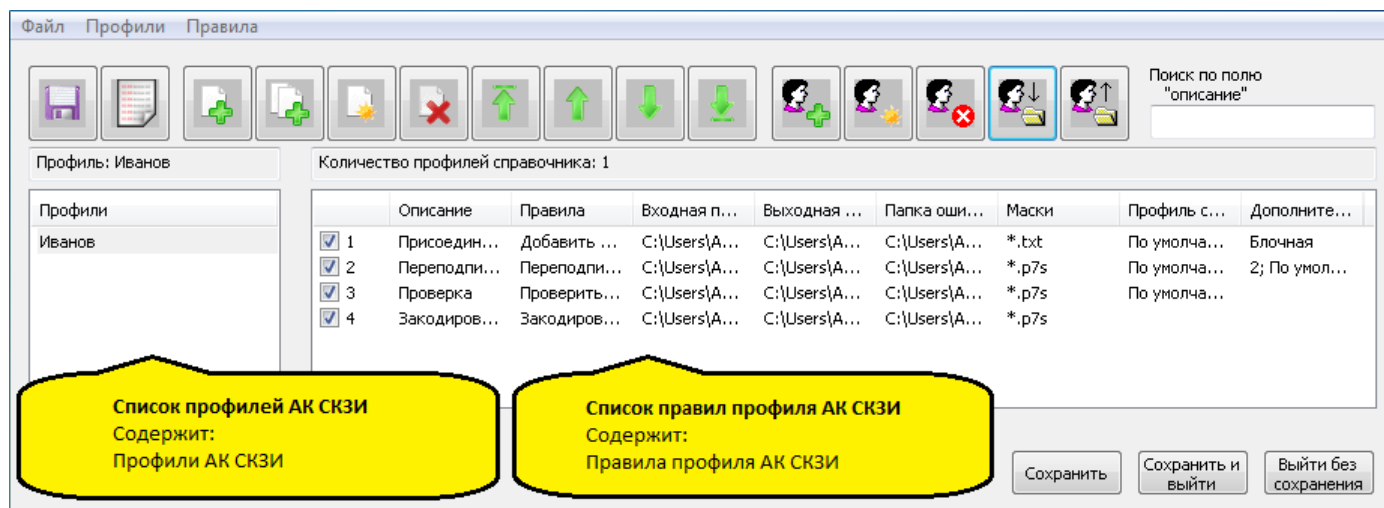 Файл Профили Правила
Поиск по полю
"описание"
Профиль: Иванов
Количество профилей справочника: 1
Профили
Иванов
Описание Правила Входная п... Выходная ... Папка оши... Маски Профиль с... Дополните...
1 Присоедин... Добавить ... C:\Users\A... C:\Users\A... C:\Users\A... *.txt По умолча... Блочная
2 Переподпи... Переподпи... C:\Users\A... C:\Users\A... C:\Users\A... *.p7s По умолча... 2; По умол...
3 Проверка Проверить... C:\Users\A... C:\Users\A... C:\Users\A... *.p7s По умолча...
4 Закодиров... Закодиров... C:\Users\A... C:\Users\A... C:\Users\A... *.p7s
Список профилей АК СКЗИ
Содержит:
Профили АК СКЗИ
Список правил профиля АК СКЗИ
Содержит:
Правила профиля АК СКЗИ
Сохранить
Сохранить и
выйти
Выйти без
сохранения